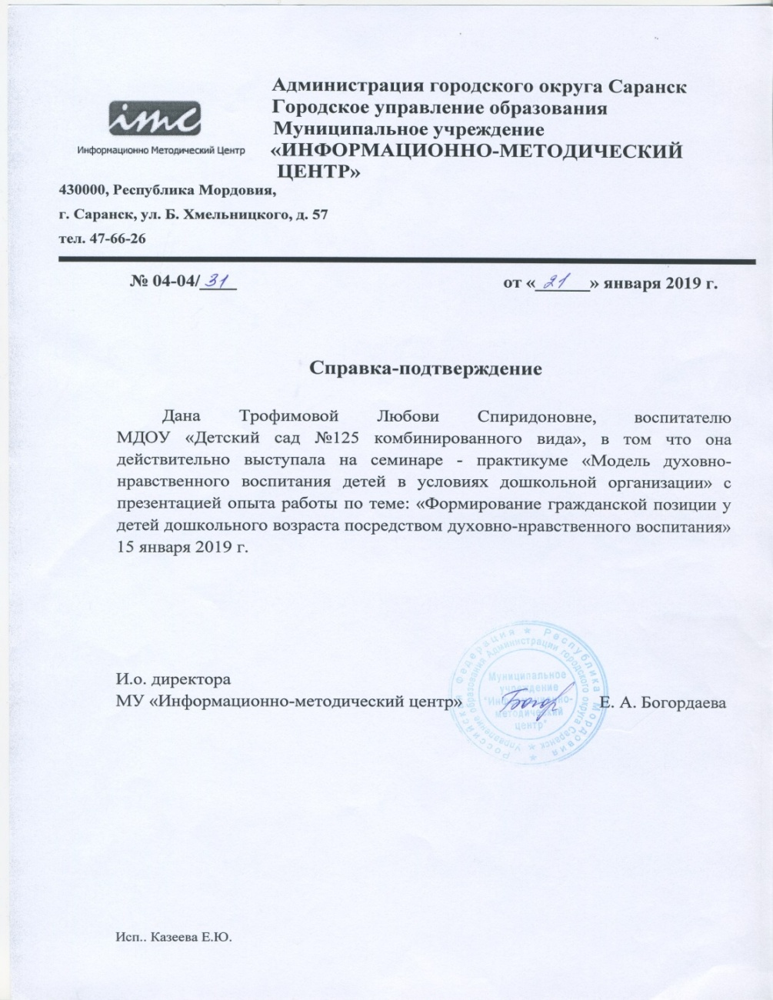 Администрация городского округа Саранск
Городское управление образования
Муниципальное учреждение
«ИНФОРМАЦИОННО-МЕТОДИЧЕСКИЙ
ЦЕНТР»
imc
Информационно Методический Центр
430000, Республика Мордовия,
г. Саранск, ул. Б. Хмельницкого, д. 57
тел. 47-66-26
№ 04-04/ 31
от « 21 » января 2019 г.
Справка-подтверждение
Дана Трофимовой Любови Спиридоновне, воспитателю
МДОУ «Детский сад №125 комбинированного вида», в том что она
действительно выступала на семинаре - практикуме «Модель духовно-
нравственного воспитания детей в условиях дошкольной организации» с
презентацией опыта работы по теме: «Формирование гражданской позиции у
детей дошкольного возраста посредством духовно-нравственного воспитания»
15 января 2019 г.
И.о. директора
МУ «Информационно-методический центр»
Е. А. Богордаева
Российская Федерация ★ Республика Мордовия ★
Управление образования Администрации городского округа Саранск ★
Муниципальное
учреждение
"Информационно-
методический
центр"
Богор
Исп.. Казеева Е.Ю.